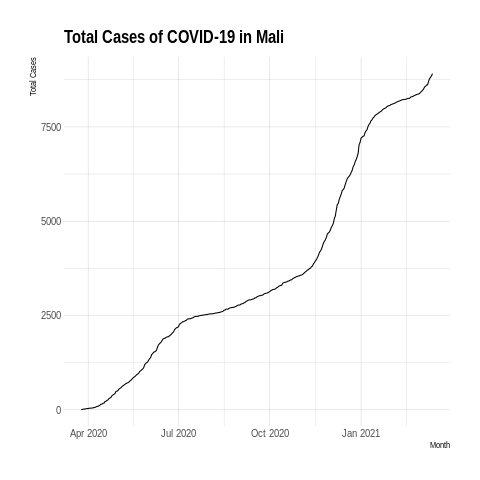 Total Cases of COVID-19 in Mali
Total Cases
7500
5000
2500
0
Apr 2020
Jul 2020
Oct 2020
Jan 2021
Month